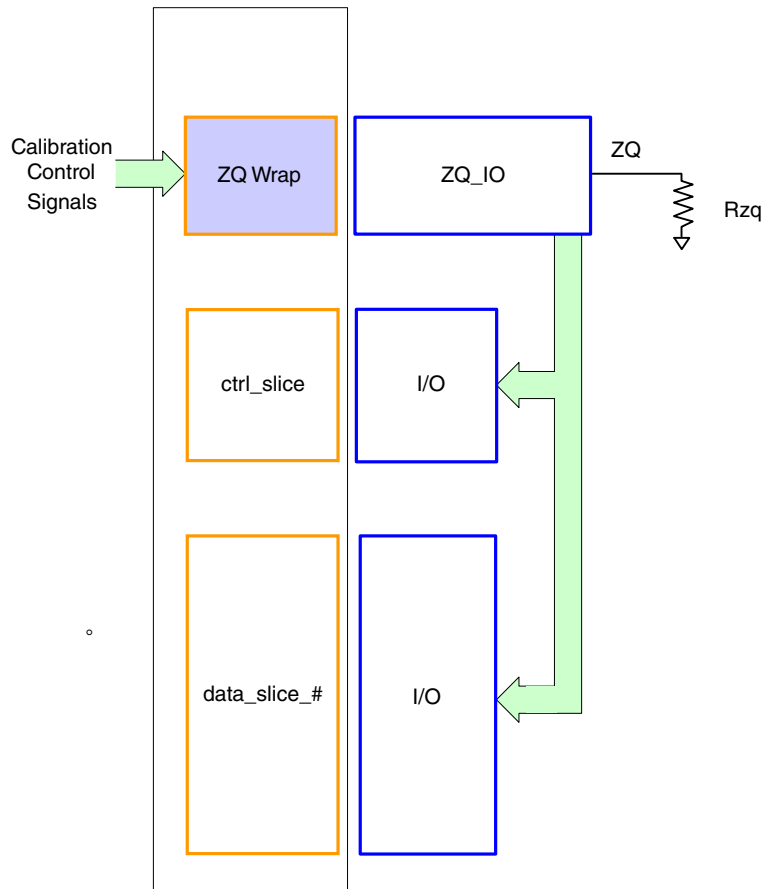 Calibration
Control
Signals
ZQ Wrap
ZQ_IO
ZQ
Rzq
ctrl_slice
I/O
data_slice_#
I/O